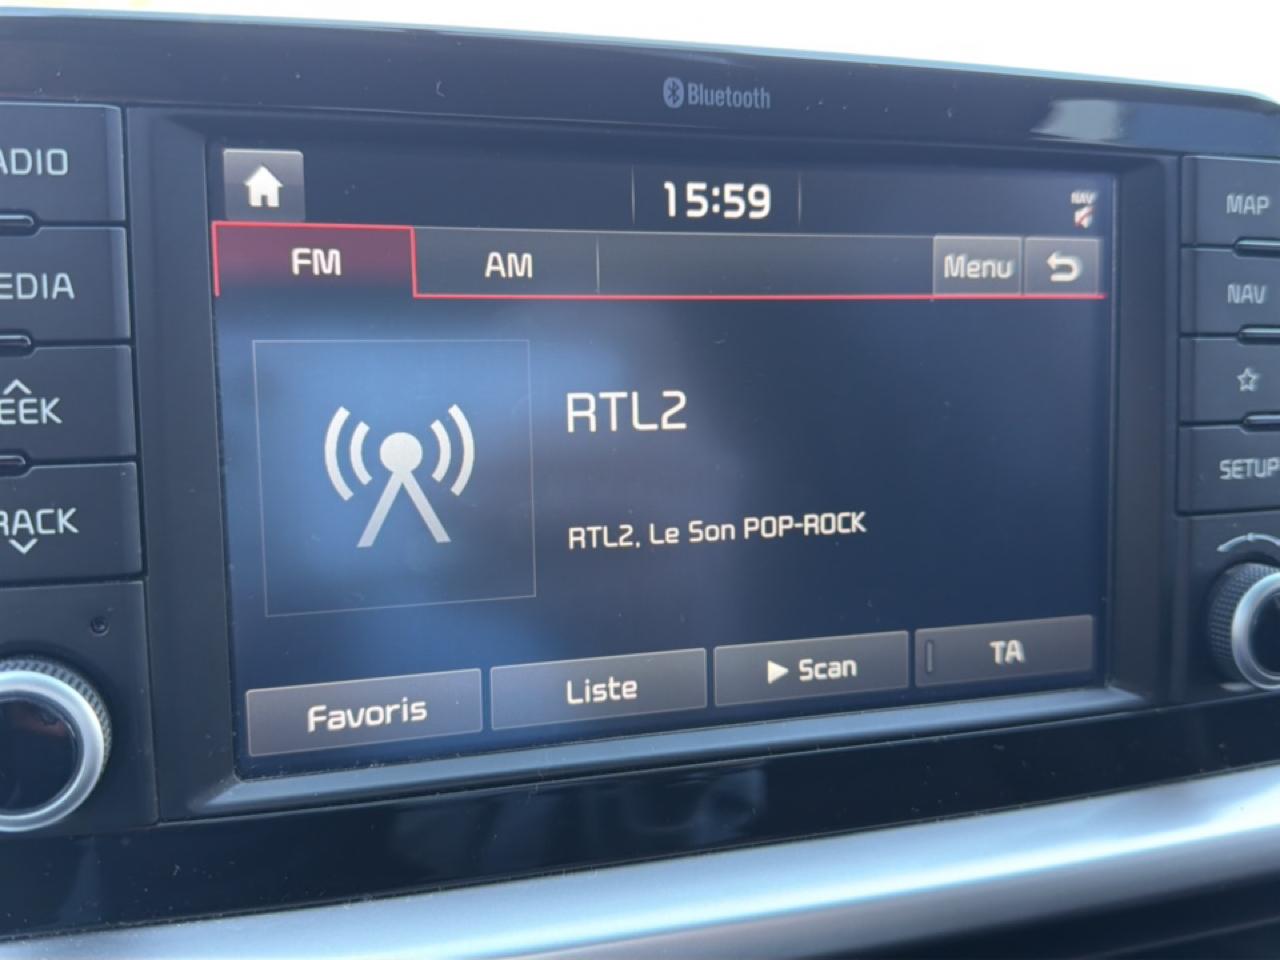 Bluetooth
ADIO
EDIA
EEK
RACK
15:59
NAV
FM
AM
Menu
RTL2
RTL2, Le Son POP-ROCK
Favoris
Liste
Scan
TA
MAP
NAV
SETUP